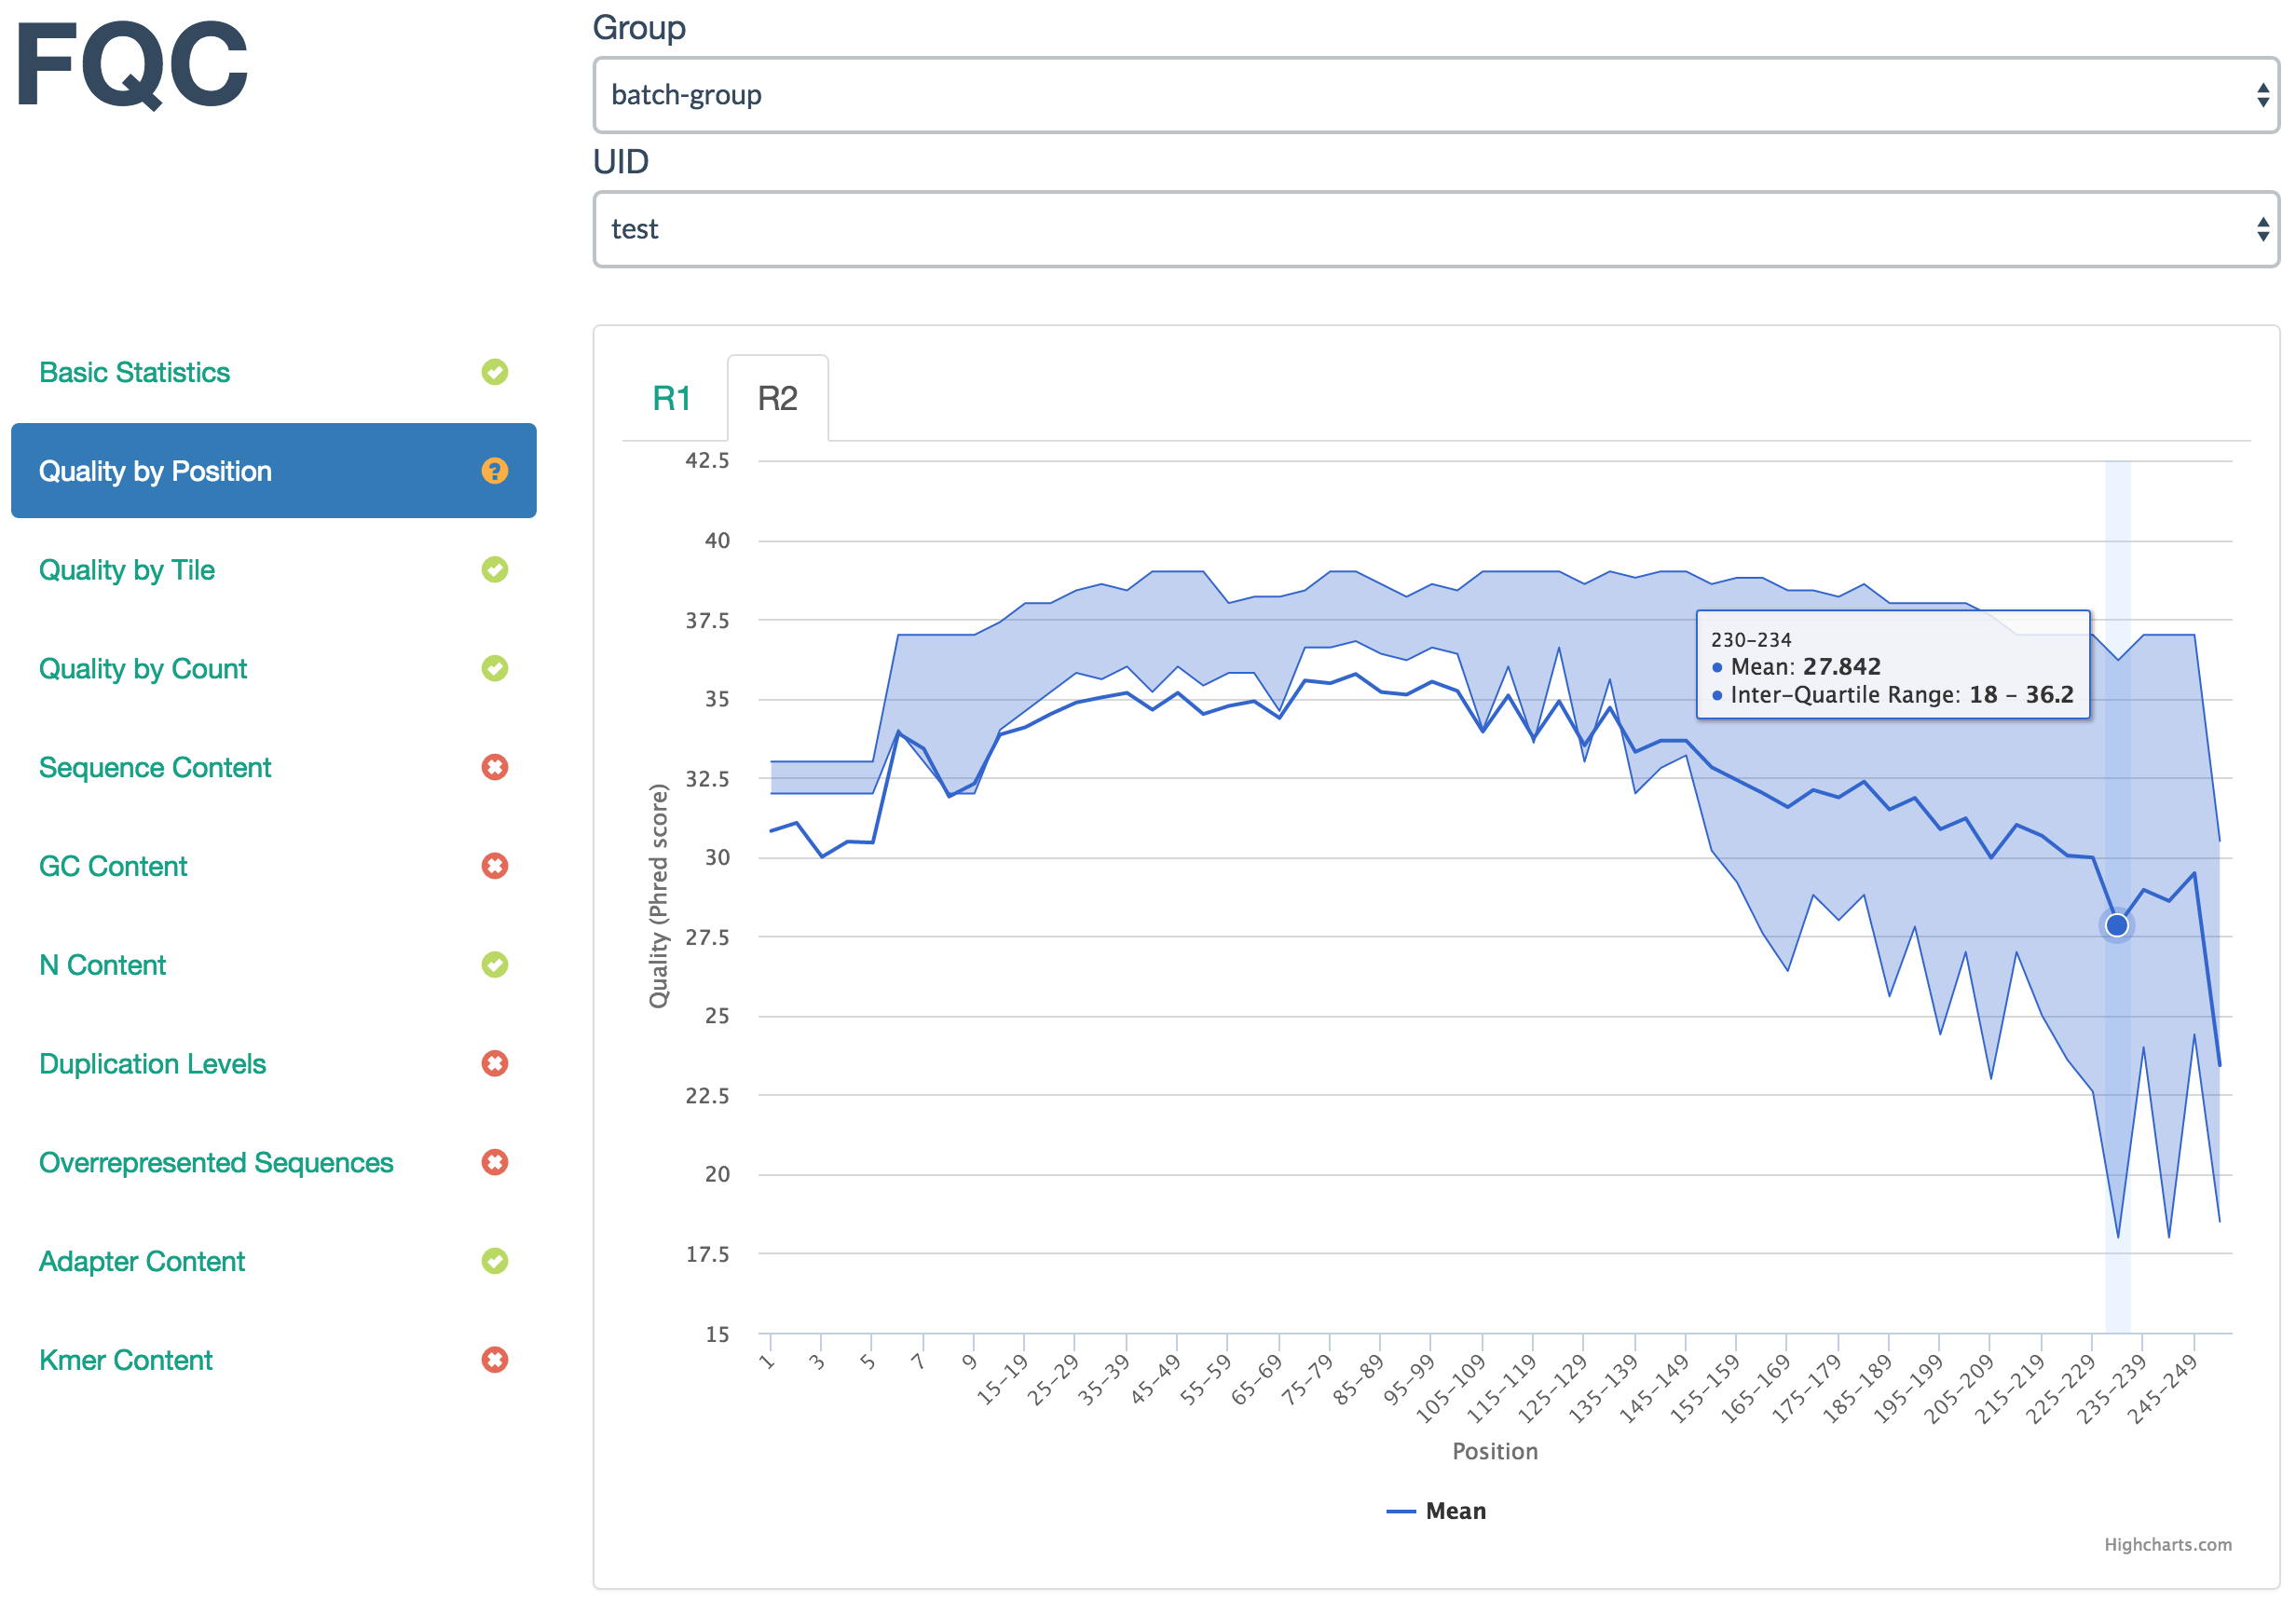 FQC
Group
batch-group
UID
test
Basic Statistics
Quality by Position
Quality by Tile
Quality by Count
Sequence Content
GC Content
N Content
Duplication Levels
Overrepresented Sequences
Adapter Content
Kmer Content
R1 R2
42.5
40
37.5
35
32.5
30
27.5
25
22.5
20
17.5
15
Quality (Phred score)
230–234
Mean: 27.842
Inter-Quartile Range: 18 – 36.2
1 3 5 7 9 15–19 25–29 35–39 45–49 55–59 65–69 75–79 85–89 95–99 105–109 115–119 125–129 135–139 145–149 155–159 165–169 175–179 185–189 195–199 205–209 215–219 225–229 235–239 245–249
Position
Mean
Highcharts.com